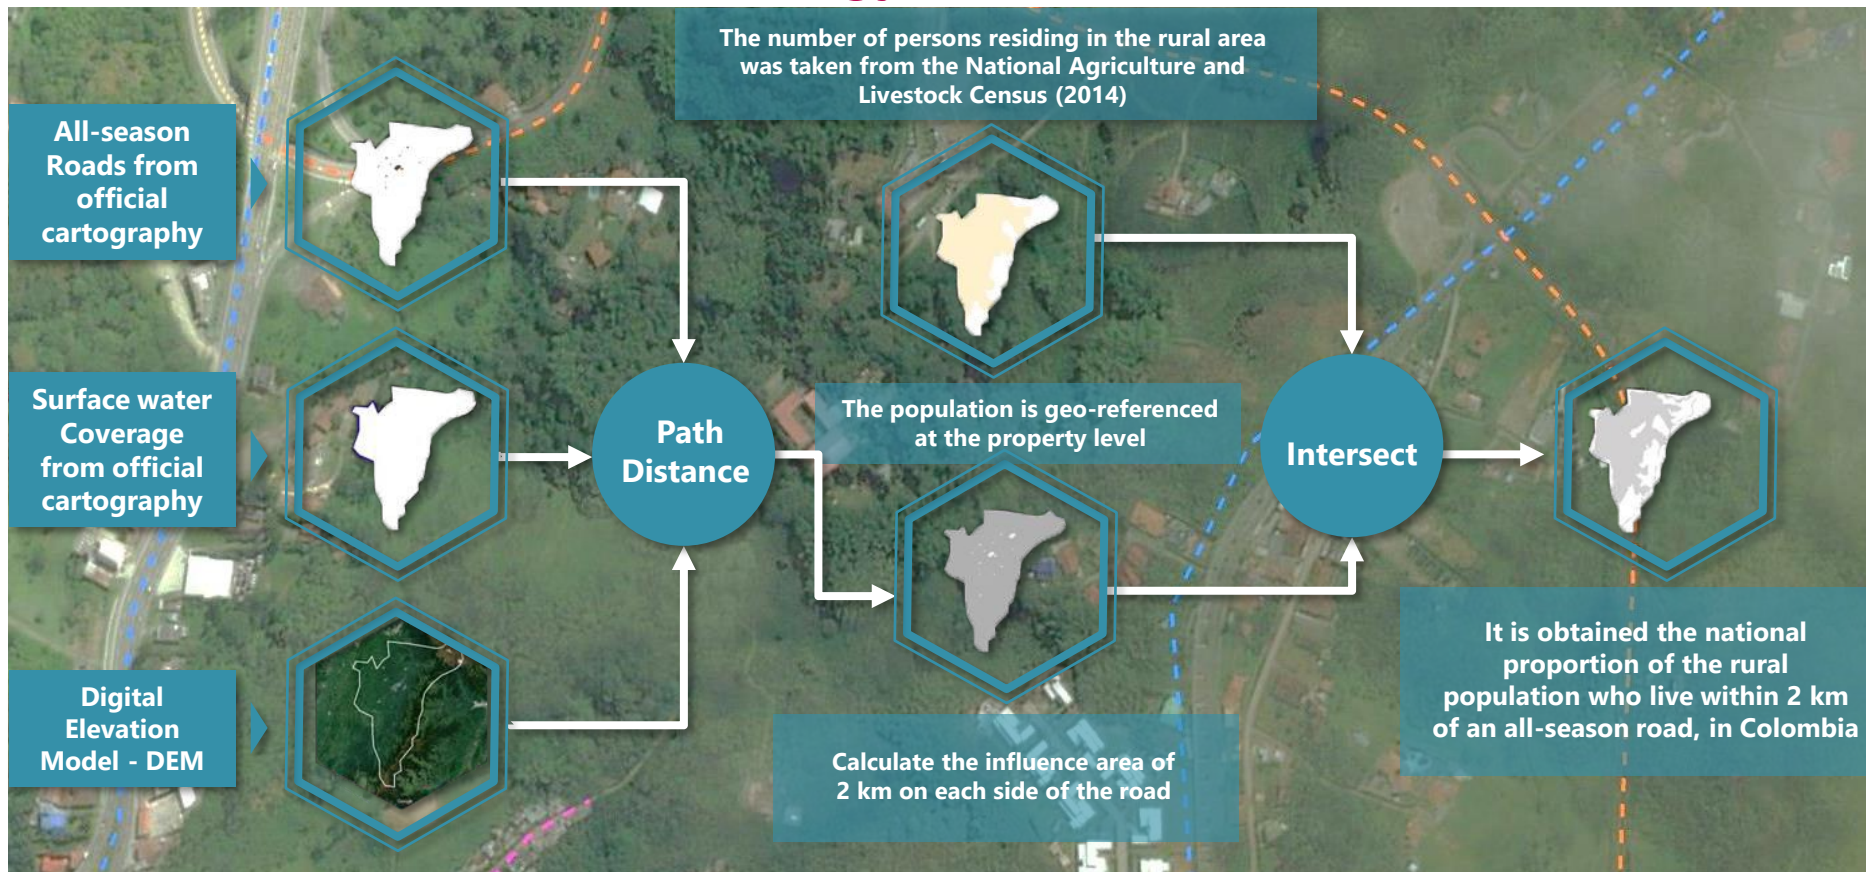 The number of persons residing in the rural area
was taken from the National Agriculture and
Livestock Census (2014)
All-season
Roads from
official
cartography
Surface water
Coverage
from official
cartography
Path
Distance
The population is geo-referenced
at the property level
Intersect
Digital
Elevation
Model - DEM
Calculate the influence area of
2 km on each side of the road
It is obtained the national
proportion of the rural
population who live within 2 km
of an all-season road, in Colombia